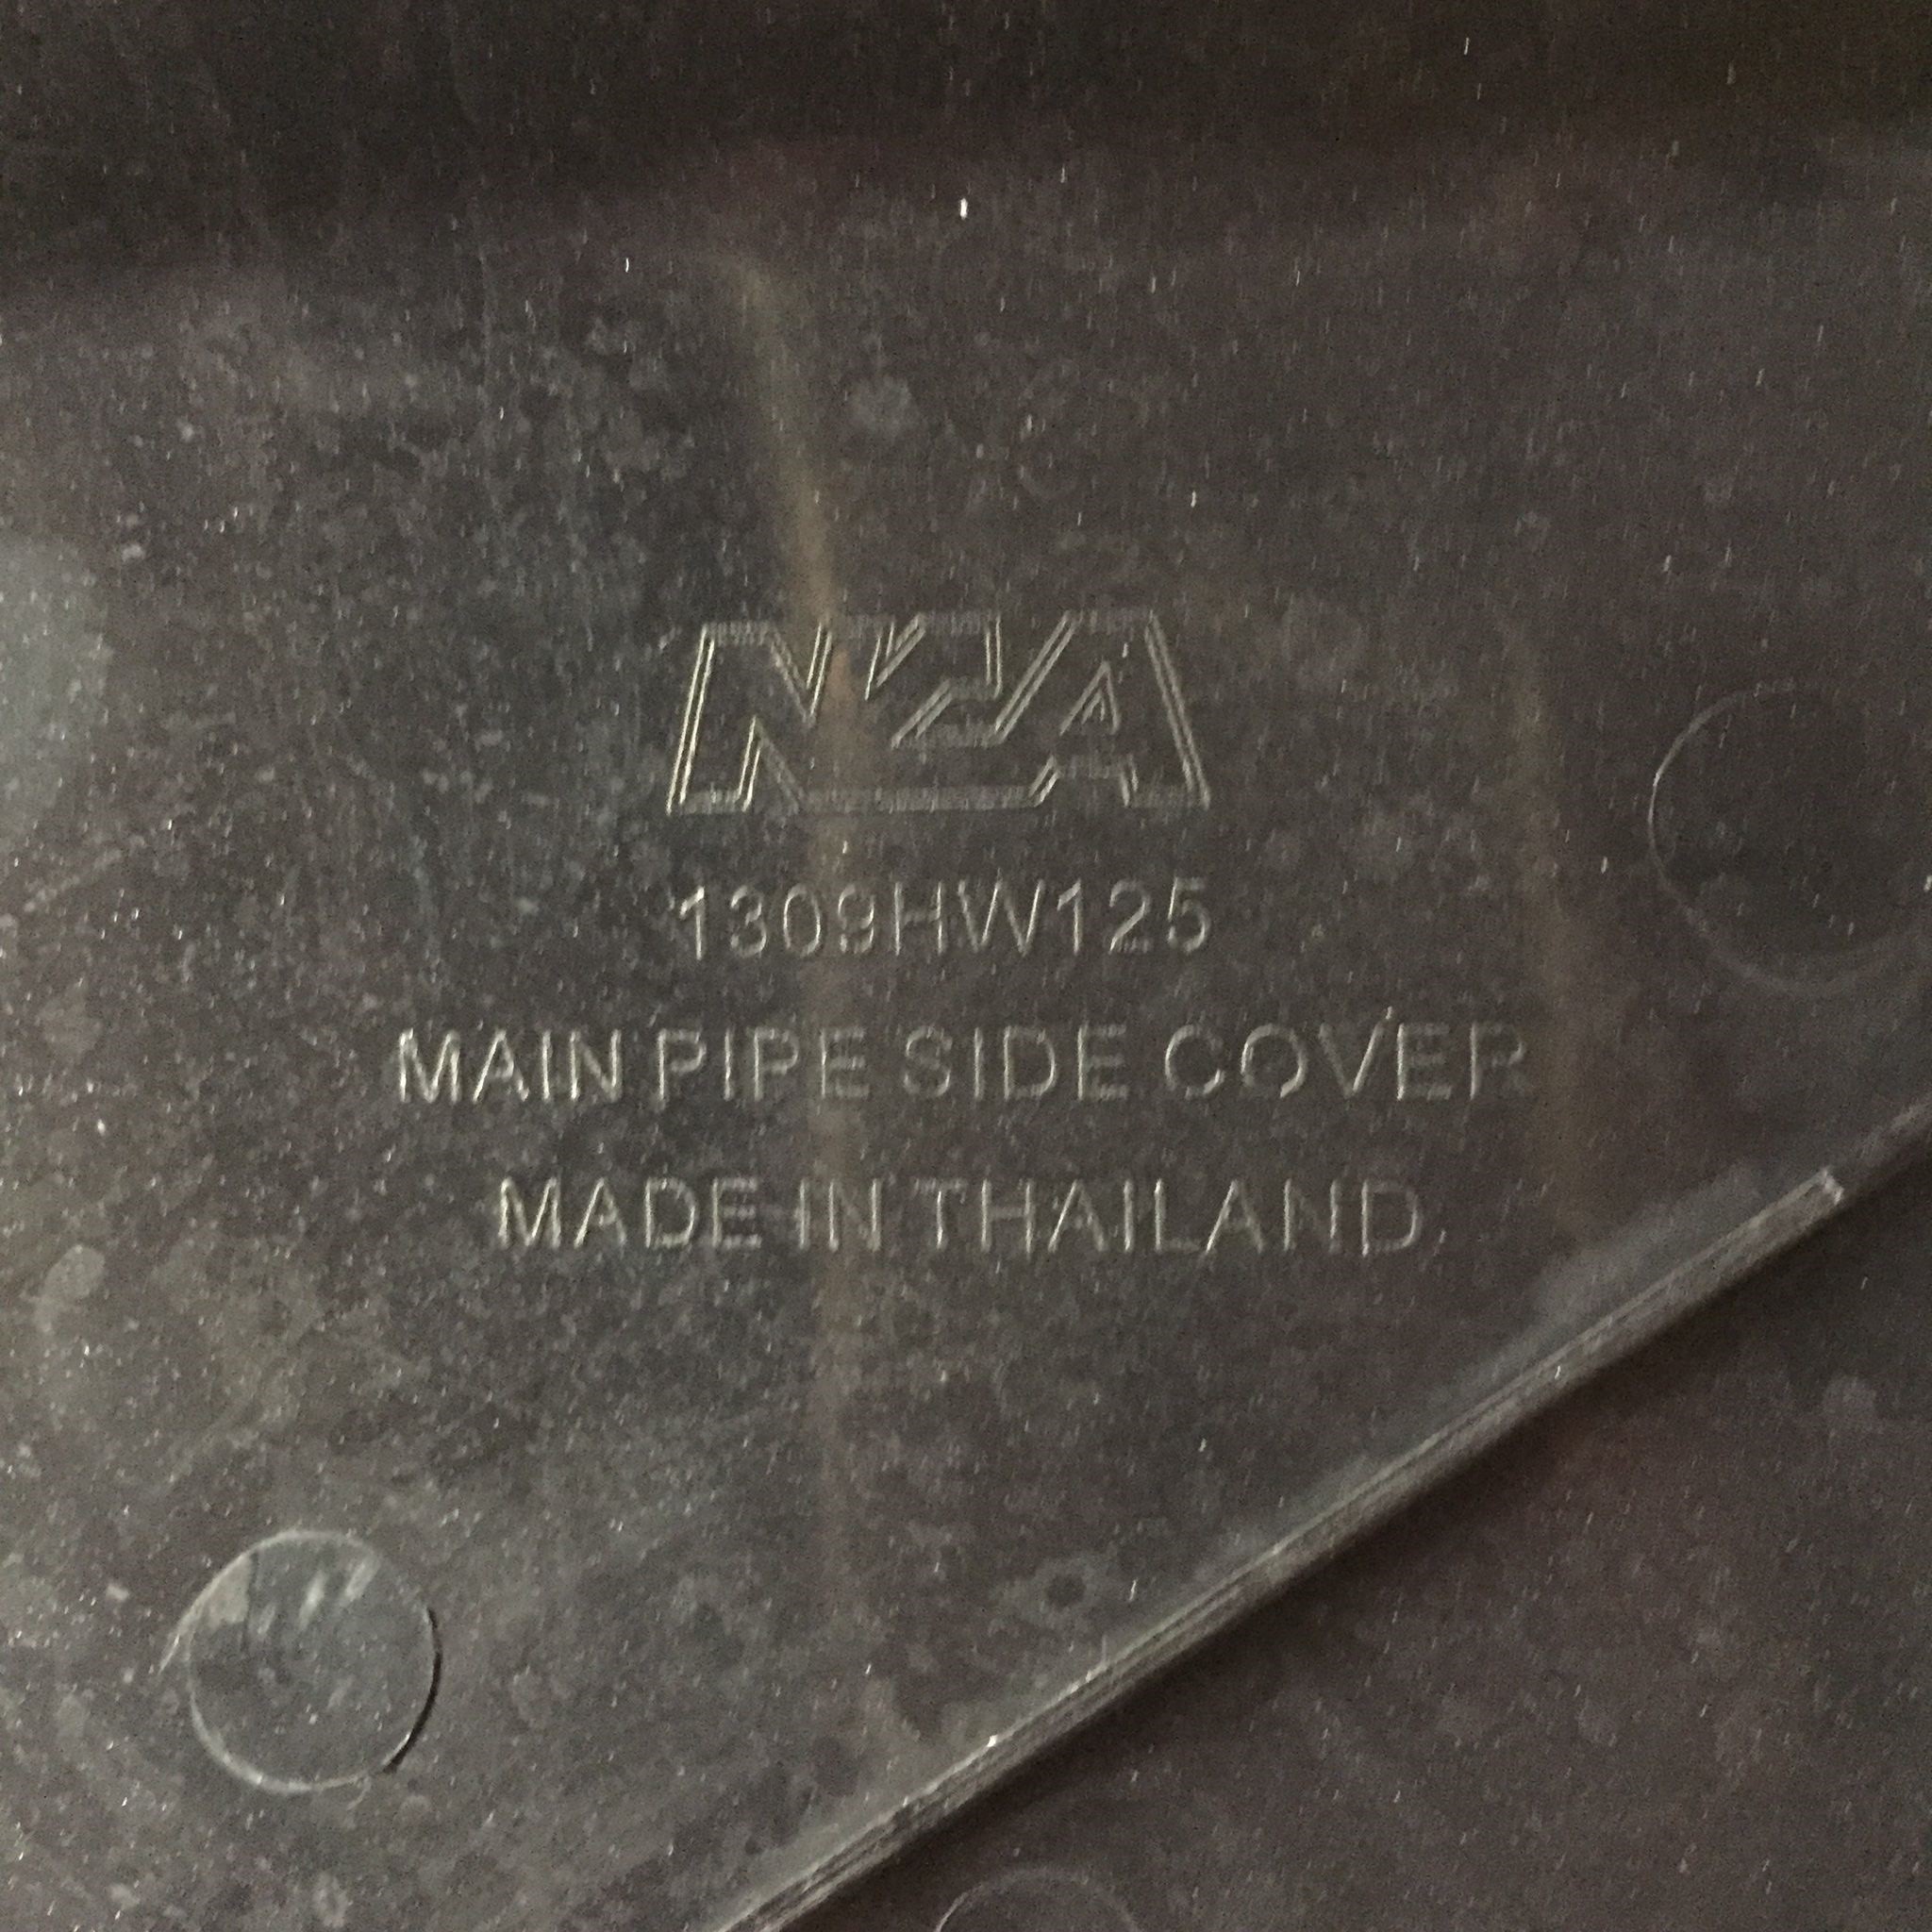 NZA
1309HW125
MAIN PIPE SIDE COVER
MADE IN THAILAND